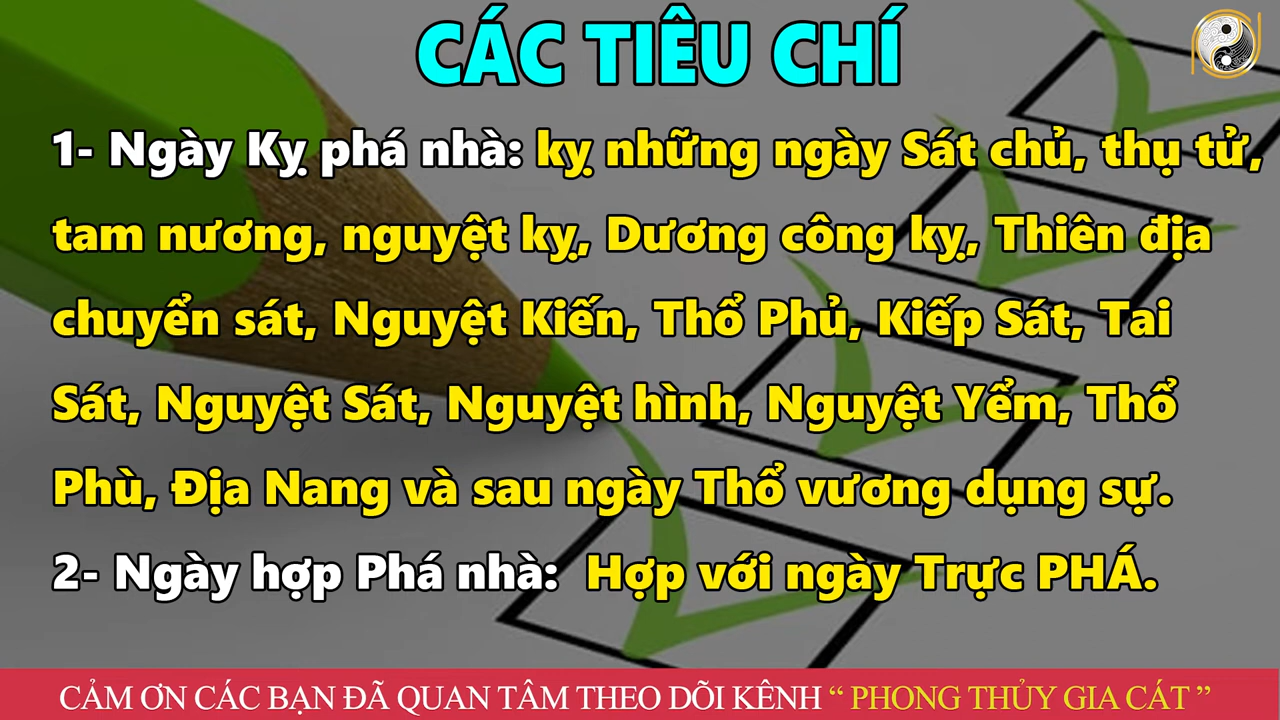 CÁC TIÊU CHÍ
1- Ngày Kỵ phá nhà: kỵ những ngày Sát chủ, thụ tử,
tam nương, nguyệt kỵ, Dương công kỵ, Thiên địa
chuyển sát, Nguyệt Kiến, Thổ Phủ, Kiếp Sát, Tai
Sát, Nguyệt Sát, Nguyệt hình, Nguyệt Yểm, Thổ
Phù, Địa Nang và sau ngày Thổ vương dụng sự.
2- Ngày hợp Phá nhà: Hợp với ngày Trực PHÁ.
CẢM ƠN CÁC BẠN ĐÃ QUAN TÂM THEO DÕI KÊNH “ PHONG THỦY GIA CÁT ”